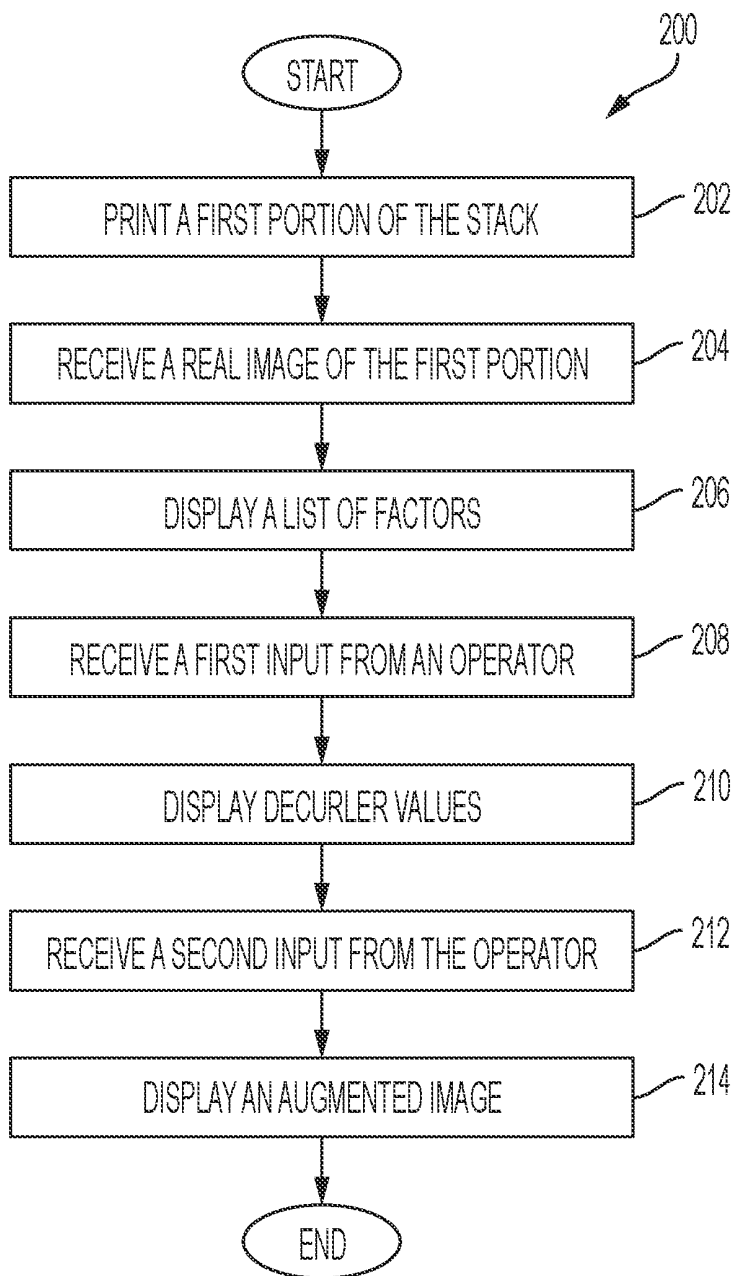 200
START
PRINT A FIRST PORTION OF THE STACK
202
RECEIVE A REAL IMAGE OF THE FIRST PORTION
204
DISPLAY A LIST OF FACTORS
206
RECEIVE A FIRST INPUT FROM AN OPERATOR
208
DISPLAY DECURLER VALUES
210
RECEIVE A SECOND INPUT FROM THE OPERATOR
212
DISPLAY AN AUGMENTED IMAGE
214
END